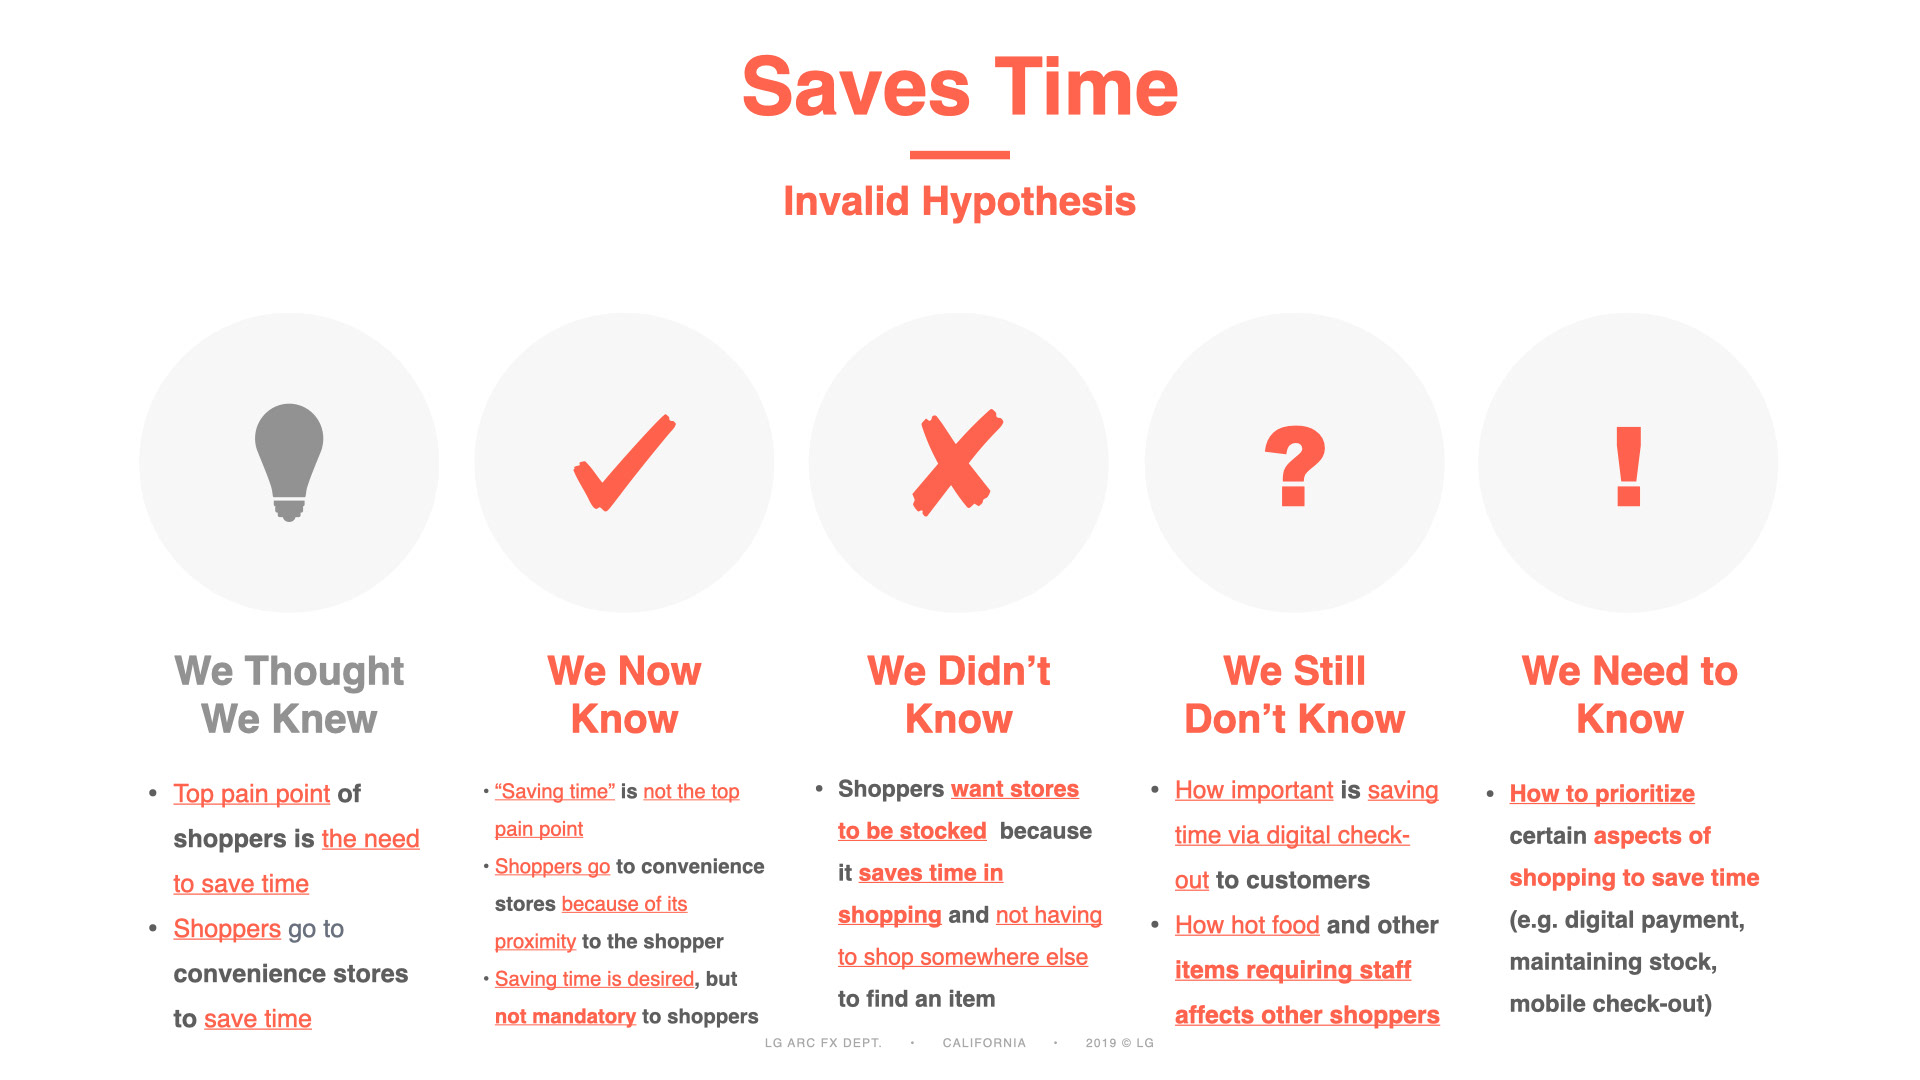 Saves Time
Invalid Hypothesis
?
!
We Thought
We Knew
• Top pain point of
shoppers is the need
to save time
• Shoppers go to
convenience stores
to save time
We Now
Know
• “Saving time” is not the top
pain point
• Shoppers go to convenience
stores because of its
proximity to the shopper
• Saving time is desired, but
not mandatory to shoppers
We Didn’t
Know
• Shoppers want stores
to be stocked because
it saves time in
shopping and not having
to shop somewhere else
to find an item
We Still
Don’t Know
• How important is saving
time via digital check-
out to customers
• How hot food and other
items requiring staff
affects other shoppers
We Need to
Know
• How to prioritize
certain aspects of
shopping to save time
(e.g. digital payment,
maintaining stock,
mobile check-out)
LG ARC FX DEPT. • CALIFORNIA • 2019 © LG